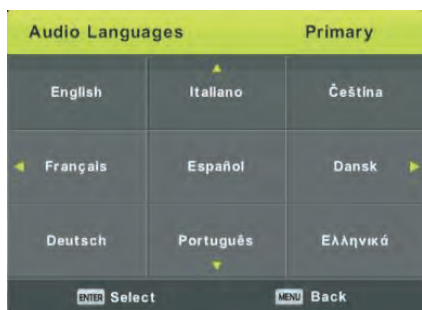 Audio Languages Primary
English Italiano Čeština
Français Español Dansk
Deutsch Português Ελληνικά
ENTER Select MENU Back